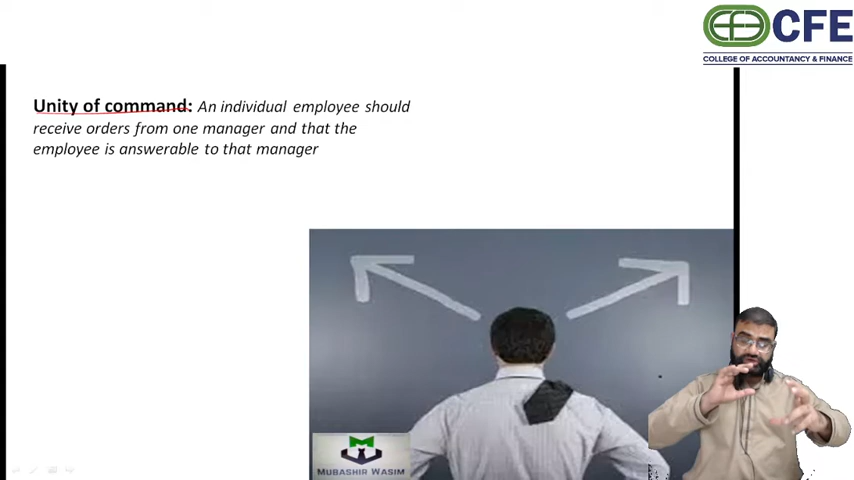 CFE
COLLEGE OF ACCOUNTANCY & FINANCE
Unity of command: An individual employee should
receive orders from one manager and that the
employee is answerable to that manager
MUBASHIR WASIM